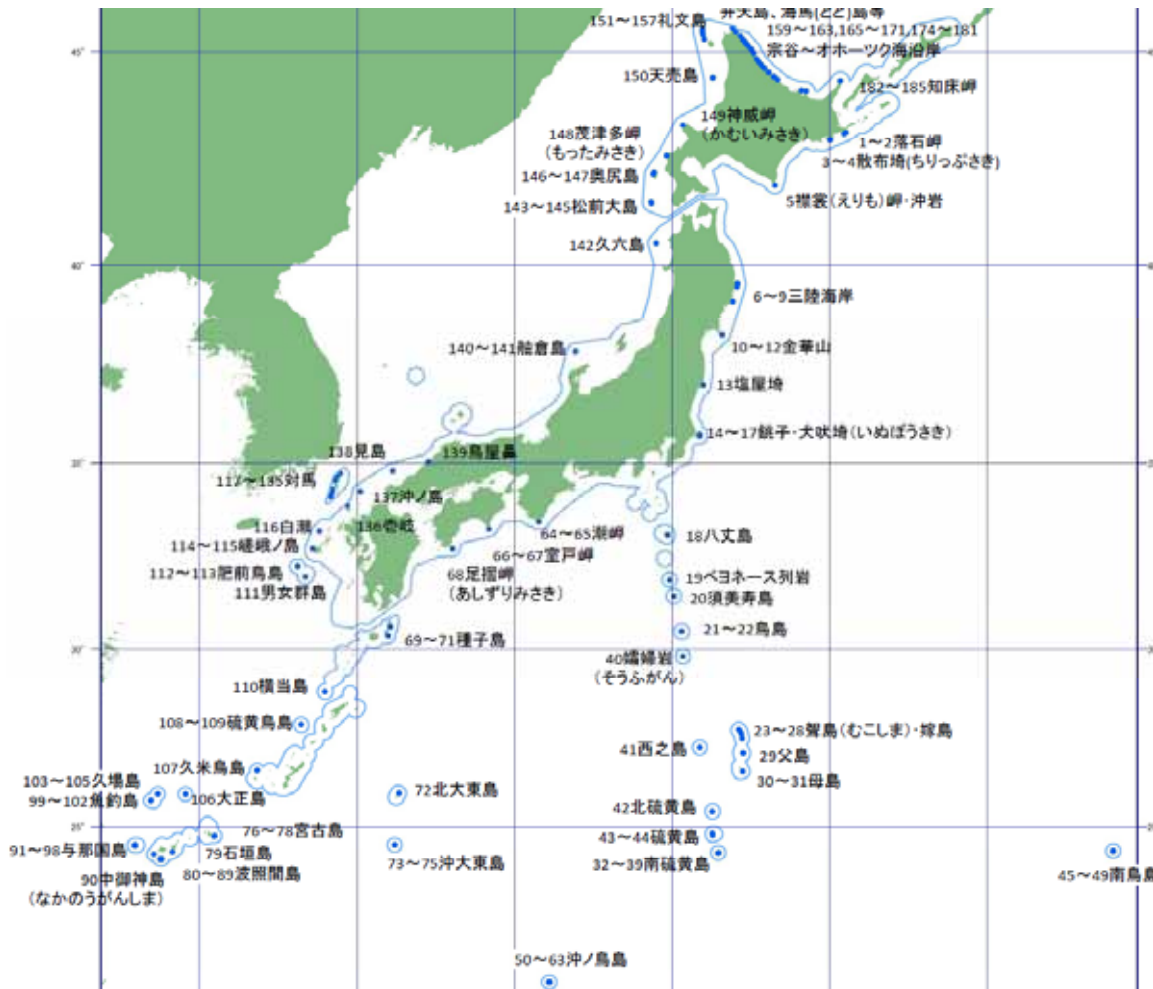 151～157礼文島
弁天島、海馬(とど)島等
159～163,165～171,174～181
宗谷～オホーツク海沿岸
45°
150天売島
182～185知床岬
149神威岬
（かむいみさき）
148茂津多岬
（もったみさき）
1～2落石岬
3～4散布埼(ちりっぷさき)
146～147奥尻島
5襟裳（えりも）岬・沖岩
143～145松前大島
142久六島
40°
6～9三陸海岸
10～12金華山
140～141舳倉島
13塩屋埼
14～17銚子・犬吠埼（いぬぼうさき）
138見島
139鳥屋鼻
117～135対馬
137沖ノ島
116白瀬
136壱岐
64～65潮岬
18八丈島
114～115嵯峨ノ島
66～67室戸岬
112～113肥前鳥島
68足摺岬
（あしずりみさき）
19ベヨネース列岩
111男女群島
20須美寿島
69～71種子島
21～22鳥島
30°
40孀婦岩
（そうふがん）
110横当島
108～109硫黄鳥島
23～28聟島（むこしま）・嫁島
41西之島
29父島
107久米鳥島
30～31母島
103～105久場島
99～102魚釣島
106大正島
72北大東島
42北硫黄島
76～78宮古島
43～44硫黄島
91～98与那国島
79石垣島
73～75沖大東島
32～39南硫黄島
80～89波照間島
90中御神島
（なかのうがんしま）
45～49南鳥島
50～63沖ノ鳥島